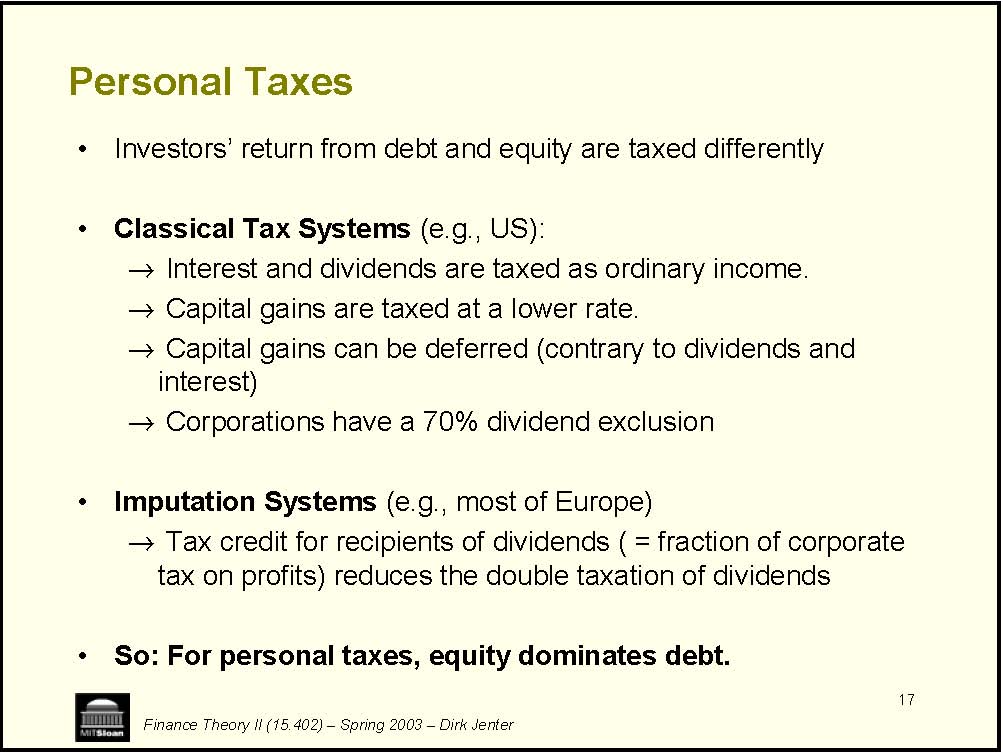 Personal Taxes
• Investors’ return from debt and equity are taxed differently
• Classical Tax Systems (e.g., US):
→ Interest and dividends are taxed as ordinary income.
→ Capital gains are taxed at a lower rate.
→ Capital gains can be deferred (contrary to dividends and
interest)
→ Corporations have a 70% dividend exclusion
• Imputation Systems (e.g., most of Europe)
→ Tax credit for recipients of dividends ( = fraction of corporate
tax on profits) reduces the double taxation of dividends
• So: For personal taxes, equity dominates debt.
17
MITSloan
Finance Theory II (15.402) – Spring 2003 – Dirk Jenter